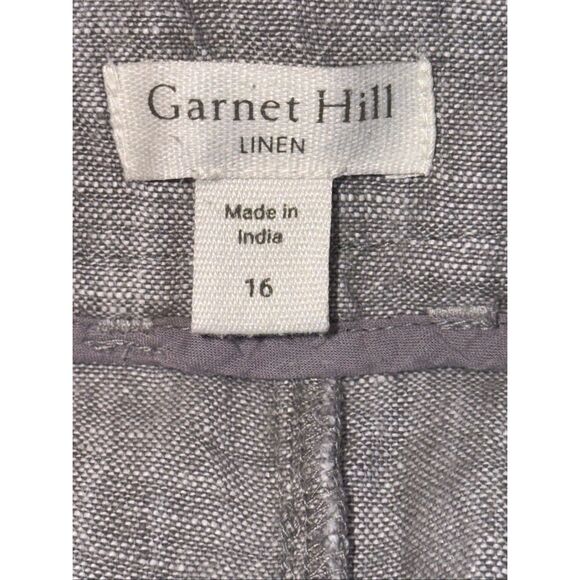 Garnet Hill
LINEN
Made in
India
16